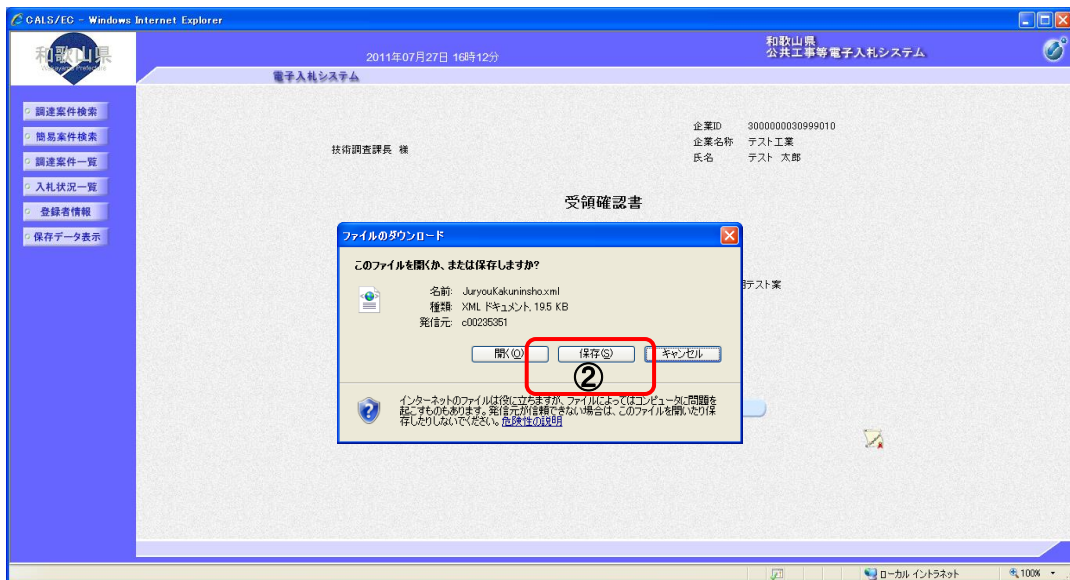 CALS/EC - Windows Internet Explorer
和歌山県
Wakayama Prefecture
2011年07月27日 16時12分
和歌山県
公共工事等電子入札システム
電子入札システム
調達案件検索
簡易案件検索
調達案件一覧
入札状況一覧
登録者情報
保存データ表示
企業ID 3000000030999010
企業名称 テスト工業
氏名 テスト 太郎
技術調査課長 様
受領確認書
テスト案
ファイルのダウンロード
このファイルを開くか、または保存しますか?
名前: JuryouKakuninsho.xml
種類: XML ドキュメント, 19.5 KB
発信元: c00235351
開く(O)
保存(S)
キャンセル
②
インターネットのファイルは役に立ちますが、ファイルによってはコンピュータに問題を
起こすものもあります。発信元が信頼できない場合は、このファイルを開いたり保
存したりしないでください。危険性の説明
ローカル イントラネット
100%